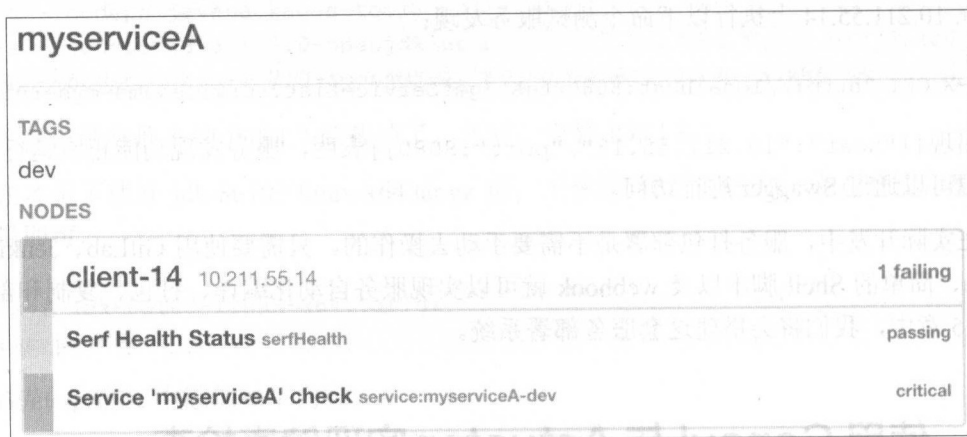 myserviceA
TAGS
dev
NODES
client-14 10.211.55.14 1 failing
Serf Health Status serfHealth passing
Service 'myserviceA' check service:myserviceA-dev critical